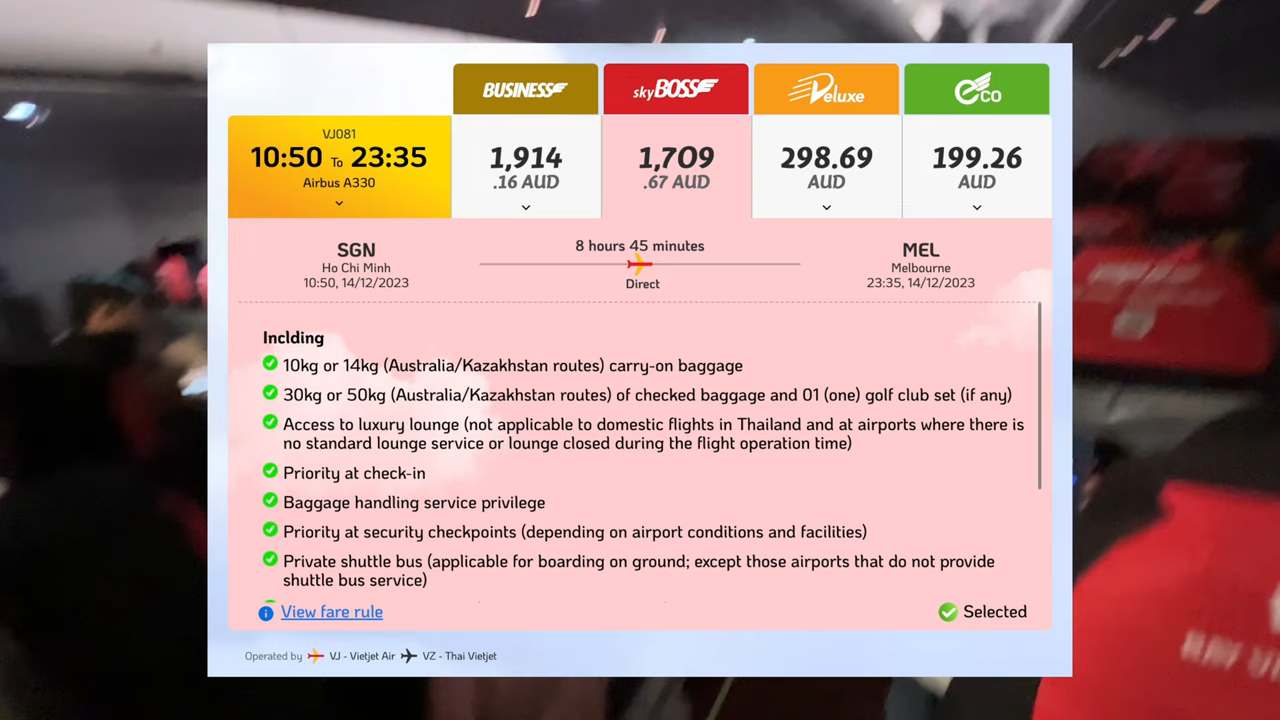 BUSINESS
skyBOSS
Deluxe
eco
VJ081
10:50 To 23:35
Airbus A330
1,914
.16 AUD
1,709
.67 AUD
298.69
AUD
199.26
AUD
SGN
Ho Chi Minh
10:50, 14/12/2023
8 hours 45 minutes
Direct
MEL
Melbourne
23:35, 14/12/2023
Inclding
10kg or 14kg (Australia/Kazakhstan routes) carry-on baggage
30kg or 50kg (Australia/Kazakhstan routes) of checked baggage and 01 (one) golf club set (if any)
Access to luxury lounge (not applicable to domestic flights in Thailand and at airports where there is
no standard lounge service or lounge closed during the flight operation time)
Priority at check-in
Baggage handling service privilege
Priority at security checkpoints (depending on airport conditions and facilities)
Private shuttle bus (applicable for boarding on ground; except those airports that do not provide
shuttle bus service)
View fare rule
Selected
Operated by VJ - Vietjet Air VZ - Thai Vietjet